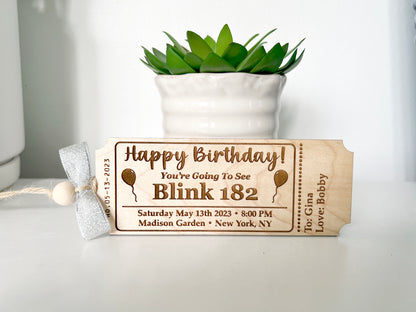 Happy Birthday!
You're Going To See
Blink 182
Saturday May 13th 2023 • 8:00 PM
Madison Garden • New York, NY
To: Gina
Love: Bobby
05-13-2023